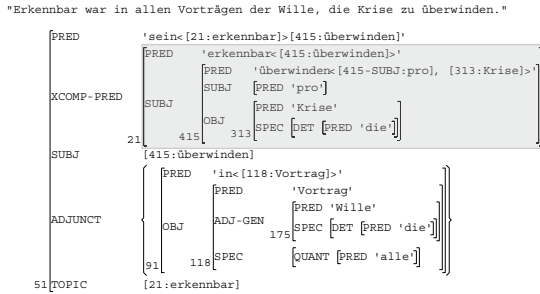 "Erkennbar war in allen Vorträgen der Wille, die Krise zu überwinden."
PRED 'sein<[21:erkennbar]>[415:überwinden]'
PRED 'erkennbar<[415:überwinden]>'
PRED 'überwinden<[415-SUBJ:pro], [313:Krise]>'
SUBJ [PRED 'pro']
XCOMP-PRED
PRED 'Krise'
SUBJ
OBJ
SPEC [DET [PRED 'die']]
313
415
21
SUBJ [415:überwinden]
PRED 'in<[118:Vortrag]>'
PRED 'Vortrag'
PRED 'Wille'
ADJUNCT OBJ ADJ-GEN
175 SPEC [DET [PRED 'die']]
91 118 SPEC [QUANT [PRED 'alle']]
51 TOPIC [21:erkennbar]